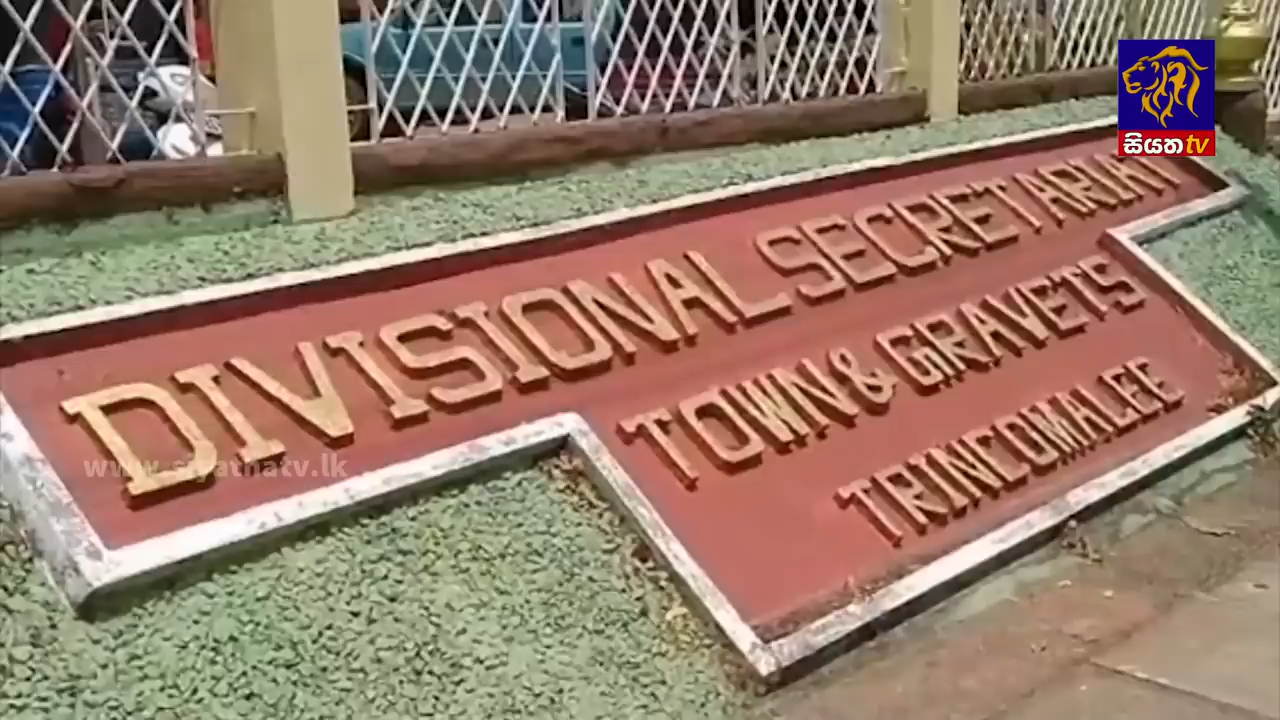 සියත tv
DIVISIONAL SECRETARIAT
TOWN & GRAVETS
TRINCOMALEE
www.siyathatv.lk